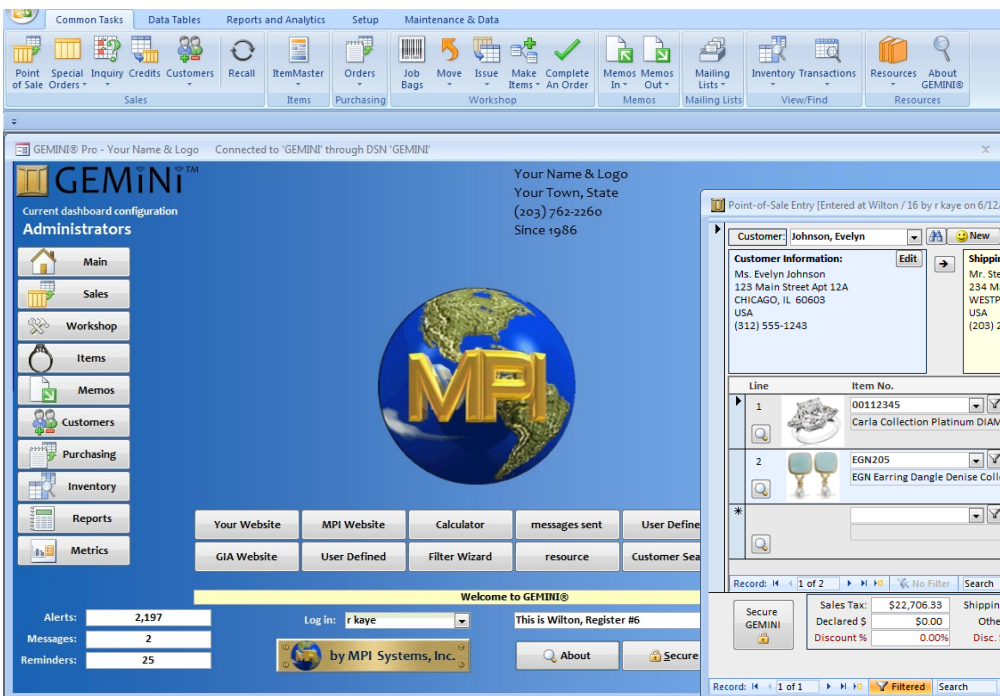 Common Tasks Data Tables Reports and Analytics Setup Maintenance & Data
Point of Sale Special Orders Inquiry Credits Customers Recall ItemMaster Orders Job Bags Move Issue Make Items Complete An Order Memos In Memos Out Mailing Lists Inventory Transactions Resources About GEMINI®
Sales Items Purchasing Workshop Memos Mailing Lists View/Find Resources
GEMINI® Pro - Your Name & Logo Connected to 'GEMINI' through DSN 'GEMINI'
GEMiNi™
Current dashboard configuration
Administrators
Your Name & Logo
Your Town, State
(203) 762-2260
Since 1986
Main
Sales
Workshop
Items
Memos
Customers
Purchasing
Inventory
Reports
Metrics
MPI
Your Website MPI Website Calculator messages sent User Define
GIA Website User Defined Filter Wizard resource Customer Sea
Welcome to GEMINI®
Alerts: 2,197
Messages: 2
Reminders: 25
Log in: r kaye
This is Wilton, Register #6
by MPI Systems, Inc.
About
Secure
Point-of-Sale Entry [Entered at Wilton / 16 by r kaye on 6/12/
Customer: Johnson, Evelyn New
Customer Information: Edit
Ms. Evelyn Johnson
123 Main Street Apt 12A
CHICAGO, IL 60603
USA
(312) 555-1243
Shippin
Mr. Ste
234 M
WESTP
USA
(203) 2
Line Item No.
1 00112345
Carla Collection Platinum DIAM
2 EGN205
EGN Earring Dangle Denise Coll
Record: 1 of 2 No Filter Search
Secure GEMINI
Sales Tax: $22,706.33 Shippin
Declared $ $0.00 Othe
Discount % 0.00% Disc.
Record: 1 of 1 Filtered Search